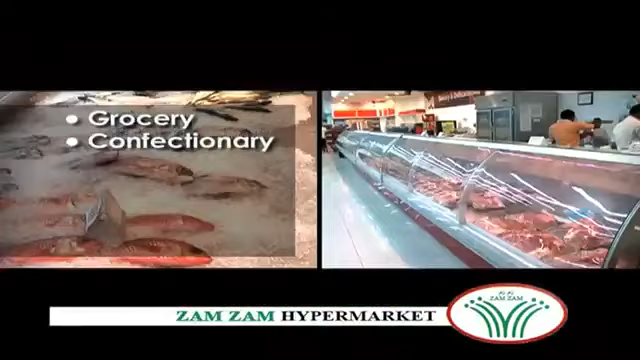 • Grocery
• Confectionary
ZAM ZAM HYPERMARKET
ZAM ZAM